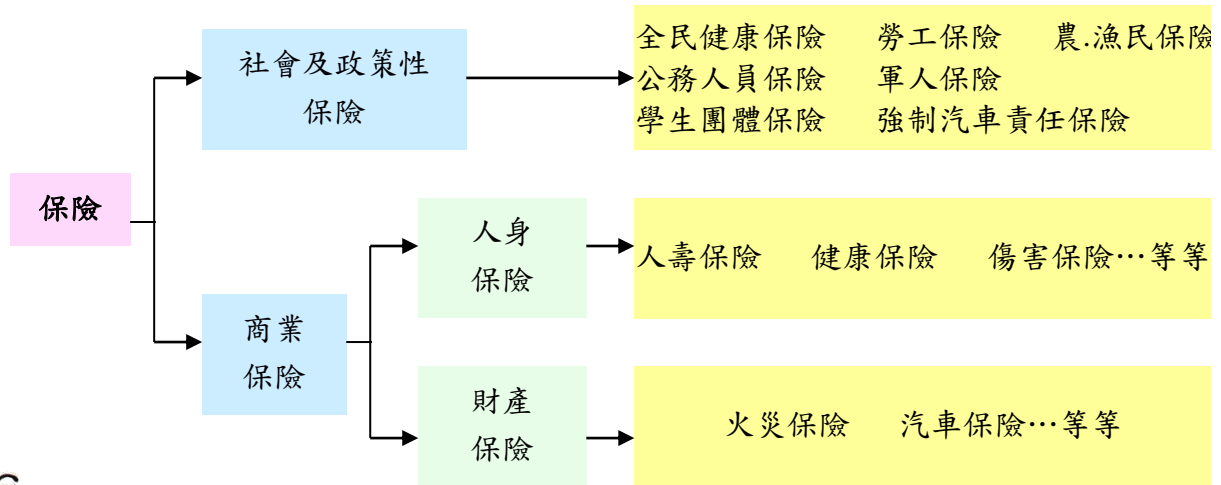 全民健康保險 勞工保險 農.漁民保險
社會及政策性
保險
公務人員保險 軍人保險
學生團體保險 強制汽車責任保險
保險
人身
保險
人壽保險 健康保險 傷害保險…等等
商業
保險
財產
保險
火災保險 汽車保險…等等